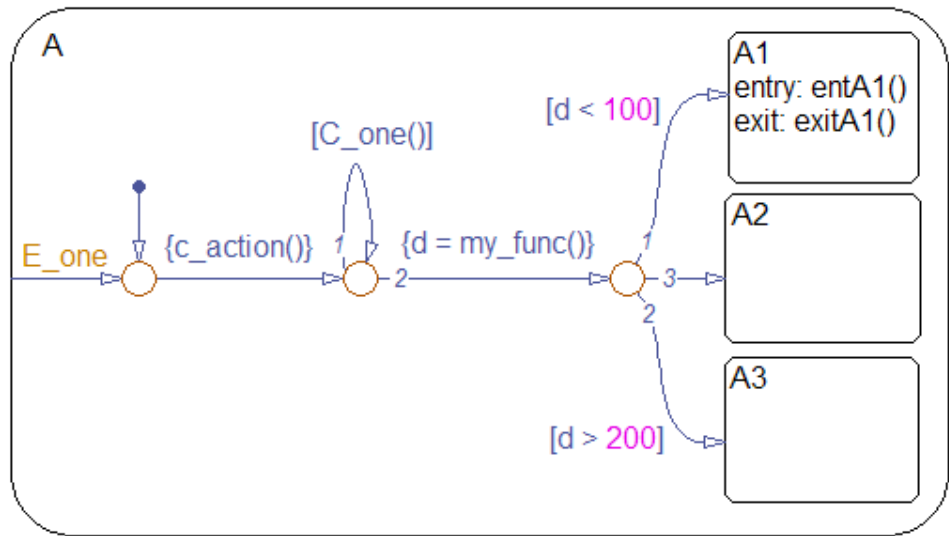 A
A1
entry: entA1()
exit: exitA1()
[d < 100]
[C_one()]
E_one
{c_action()}
1
2
{d = my_func()}
1
3
2
A2
A3
[d > 200]